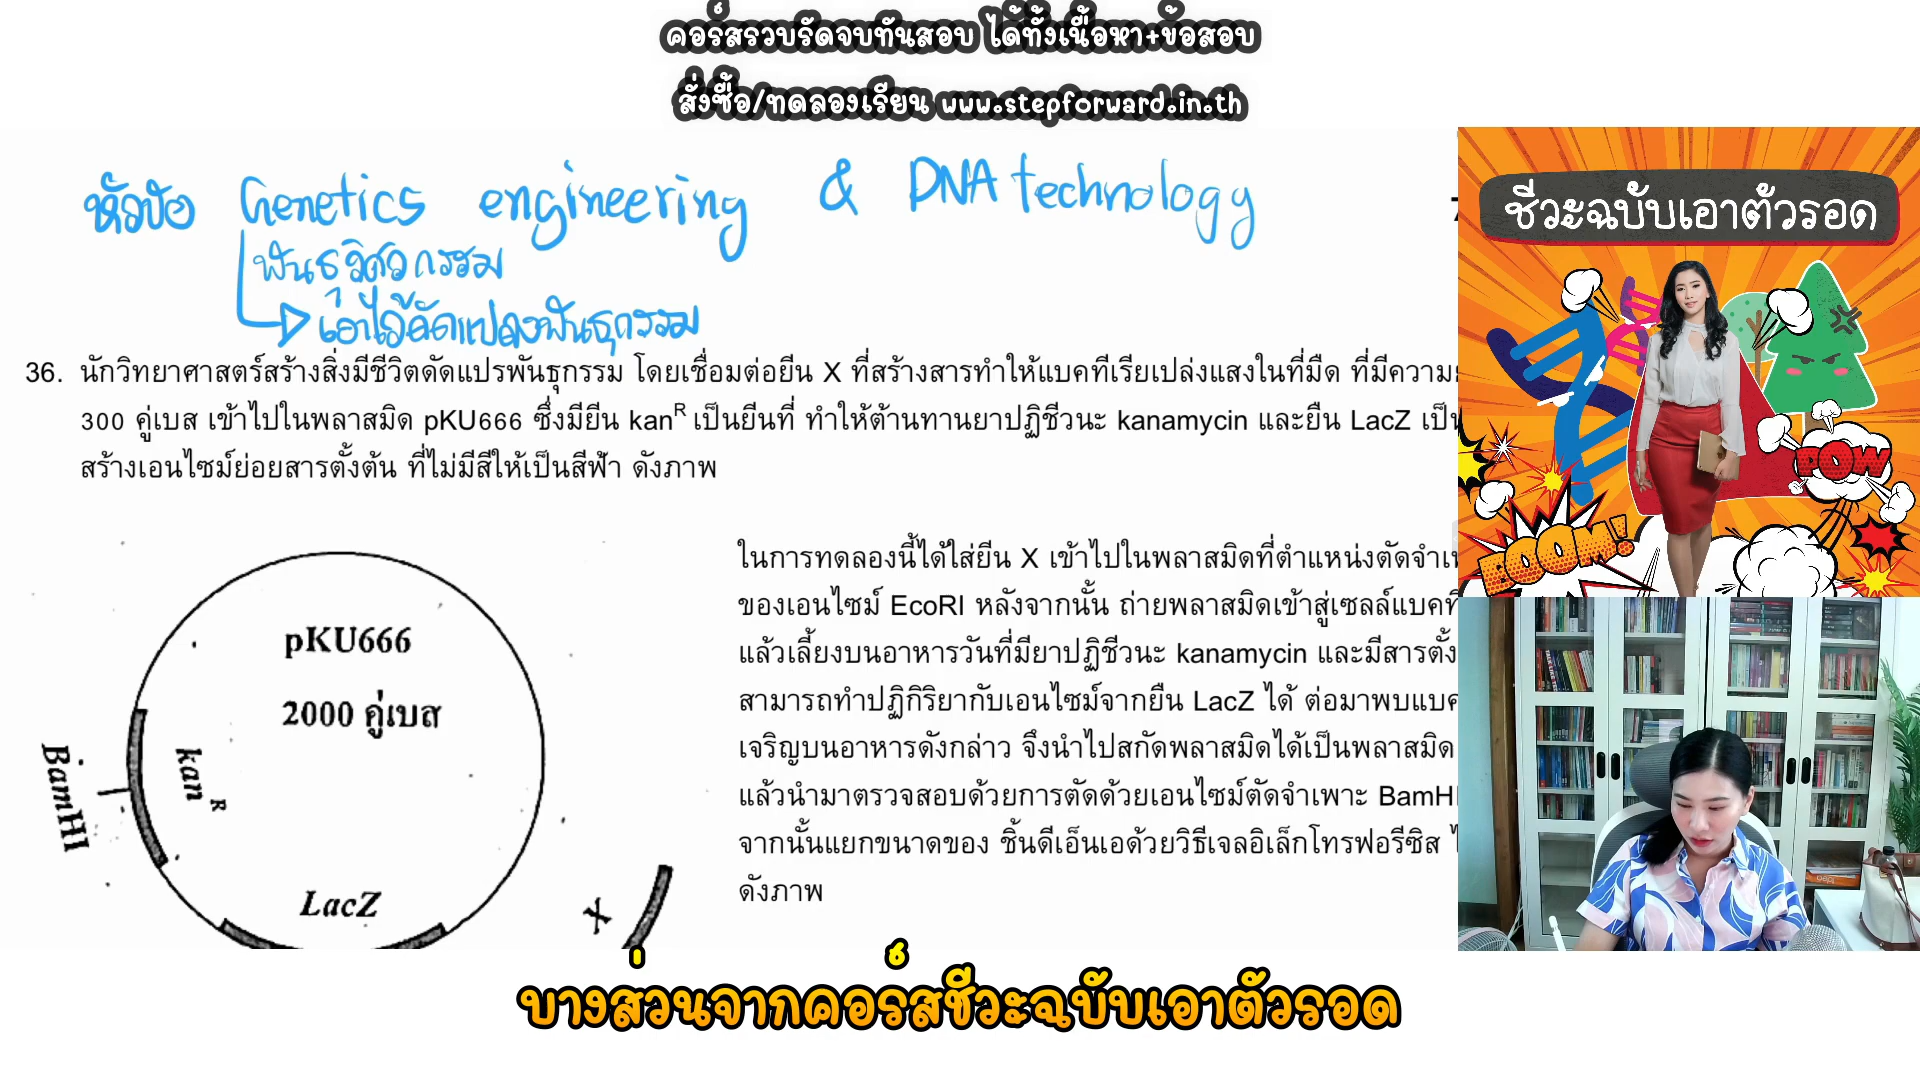 คอร์สรวบรัดจบทันสอบ ได้ทั้งเนื้อหา+ข้อสอบ
สั่งซื้อ/ทดลองเรียน www.stepforward.in.th
หัวข้อ Genetics engineering & DNA technology
พันธุวิศวกรรม
เอาไว้ดัดแปลงพันธุกรรม
36. นักวิทยาศาสตร์สร้างสิ่งมีชีวิตดัดแปรพันธุกรรม โดยเชื่อมต่อยีน X ที่สร้างสารทำให้แบคทีเรียเปล่งแสงในที่มืด ที่มีความ
300 คู่เบส เข้าไปในพลาสมิด pKU666 ซึ่งมียีน kanR เป็นยีนที่ ทำให้ต้านทานยาปฏิชีวนะ kanamycin และยืน LacZ
สร้างเอนไซม์ย่อยสารตั้งต้น ที่ไม่มีสีให้เป็นสีฟ้า ดังภาพ
ในการทดลองนี้ได้ใส่ยีน X เข้าไปในพลาสมิดที่ตำแหน่งตัดจำเ
ของเอนไซม์ EcoRI หลังจากนั้น ถ่ายพลาสมิดเข้าสู่เซลล์แบคที
แล้วเลี้ยงบนอาหารวันที่มียาปฏิชีวนะ kanamycin และมีสารตั้ง
สามารถทำปฏิกิริยากับเอนไซม์จากยืน LacZ ได้ ต่อมาพบแบค
เจริญบนอาหารดังกล่าว จึงนำไปสกัดพลาสมิดได้เป็นพลาสมิด
แล้วนำมาตรวจสอบด้วยการตัดด้วยเอนไซม์ตัดจำเพาะ BamHI
จากนั้นแยกขนาดของ ชิ้นดีเอ็นเอด้วยวิธีเจลอิเล็กโทรฟอรีซิส
ดังภาพ
pKU666
2000 คู่เบส
BamHI
kan R
LacZ
X
ชีวะฉบับเอาตัวรอด
POW
BOOM!
บางส่วนจากคอร์สชีวะฉบับเอาตัวรอด